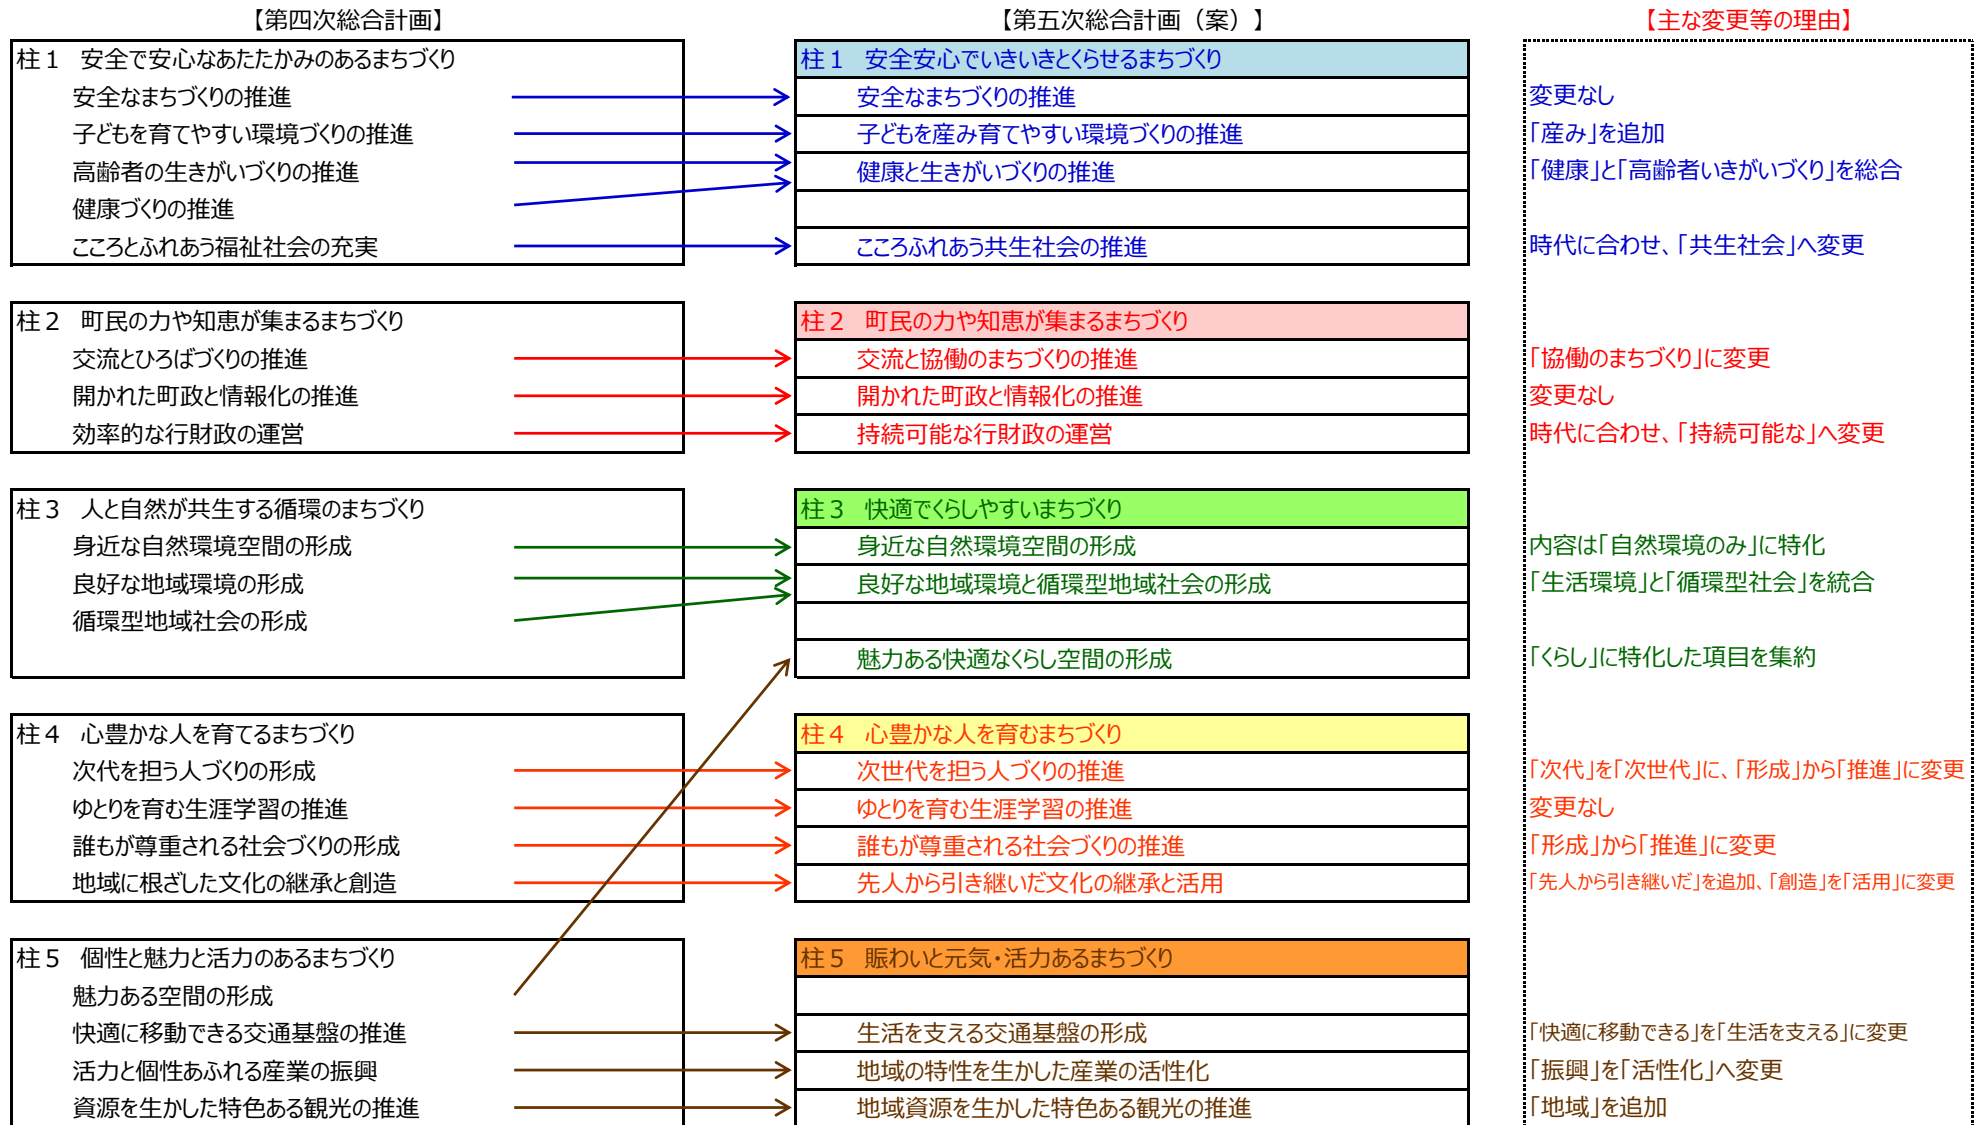 【第四次総合計画】
【第五次総合計画（案）】
【主な変更等の理由】
柱１　安全で安心なあたたかみのあるまちづくり
柱１　安全安心でいきいきとくらせるまちづくり
安全なまちづくりの推進
安全なまちづくりの推進
変更なし
子どもを育てやすい環境づくりの推進
子どもを産み育てやすい環境づくりの推進
「産み」を追加
高齢者の生きがいづくりの推進
健康と生きがいづくりの推進
「健康」と「高齢者いきがいづくり」を総合
健康づくりの推進
こころとふれあう福祉社会の充実
こころふれあう共生社会の推進
時代に合わせ、「共生社会」へ変更
柱２　町民の力や知恵が集まるまちづくり
柱２　町民の力や知恵が集まるまちづくり
交流とひろばづくりの推進
交流と協働のまちづくりの推進
「協働のまちづくり」に変更
開かれた町政と情報化の推進
開かれた町政と情報化の推進
変更なし
効率的な行財政の運営
持続可能な行財政の運営
時代に合わせ、「持続可能な」へ変更
柱３　人と自然が共生する循環のまちづくり
柱３　快適でくらしやすいまちづくり
身近な自然環境空間の形成
身近な自然環境空間の形成
内容は「自然環境のみ」に特化
良好な地域環境の形成
良好な地域環境と循環型地域社会の形成
「生活環境」と「循環型社会」を統合
循環型地域社会の形成
魅力ある快適なくらし空間の形成
「くらし」に特化した項目を集約
柱４　心豊かな人を育てるまちづくり
柱４　心豊かな人を育むまちづくり
次代を担う人づくりの形成
次世代を担う人づくりの推進
「次代」を「次世代」に、「形成」から「推進」に変更
ゆとりを育む生涯学習の推進
ゆとりを育む生涯学習の推進
変更なし
誰もが尊重される社会づくりの形成
誰もが尊重される社会づくりの推進
「形成」から「推進」に変更
地域に根ざした文化の継承と創造
先人から引き継いだ文化の継承と活用
「先人から引き継いだ」を追加、「創造」を「活用」に変更
柱５　個性と魅力と活力のあるまちづくり
柱５　賑わいと元気・活力あるまちづくり
魅力ある空間の形成
快適に移動できる交通基盤の推進
生活を支える交通基盤の形成
「快適に移動できる」を「生活を支える」に変更
活力と個性あふれる産業の振興
地域の特性を生かした産業の活性化
「振興」を「活性化」へ変更
資源を生かした特色ある観光の推進
地域資源を生かした特色ある観光の推進
「地域」を追加